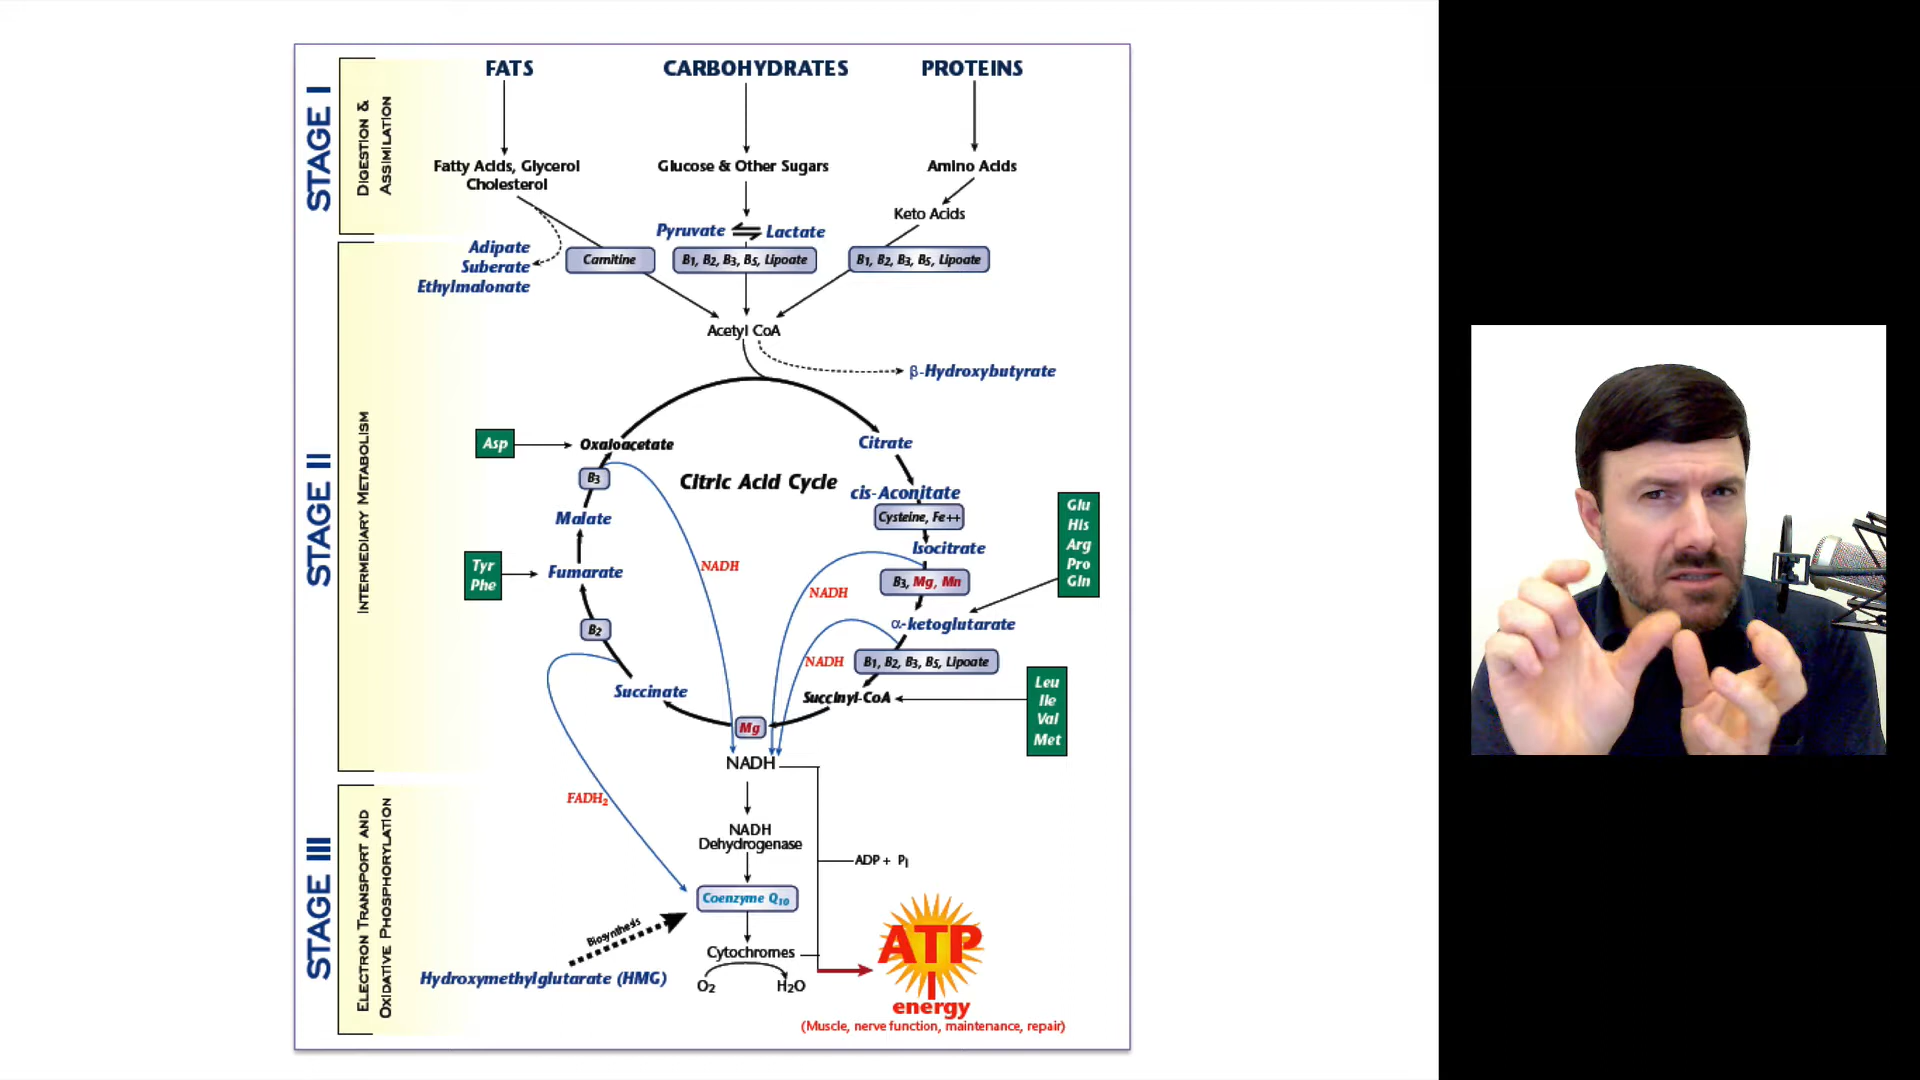 FATS
CARBOHYDRATES
PROTEINS
STAGE I
DIGESTION &
ASSIMILATION
Fatty Acids, Glycerol
Cholesterol
Glucose & Other Sugars
Amino Acids
Keto Acids
Pyruvate
Lactate
Adipate
Suberate
Ethylmalonate
Carnitine
B1, B2, B3, B5, Lipoate
B1, B2, B3, B5, Lipoate
STAGE II
INTERMEDIARY METABOLISM
Acetyl CoA
β-Hydroxybutyrate
Asp
Oxaloacetate
Citrate
B3
Citric Acid Cycle
cis-Aconitate
Cysteine, Fe++
Malate
Isocitrate
Glu
His
Arg
Pro
Gln
Tyr
Phe
Fumarate
NADH
NADH
B3, Mg, Mn
α-ketoglutarate
B2
NADH
B1, B2, B3, B5, Lipoate
Succinate
Succinyl-CoA
Leu
Ile
Val
Met
Mg
NADH
STAGE III
ELECTRON TRANSPORT AND
OXIDATIVE PHOSPHORYLATION
FADH2
NADH
Dehydrogenase
ADP + Pi
Coenzyme Q10
Biosynthesis
Cytochromes
Hydroxymethylglutarate (HMG)
O2
H2O
ATP
energy
(Muscle, nerve function, maintenance, repair)